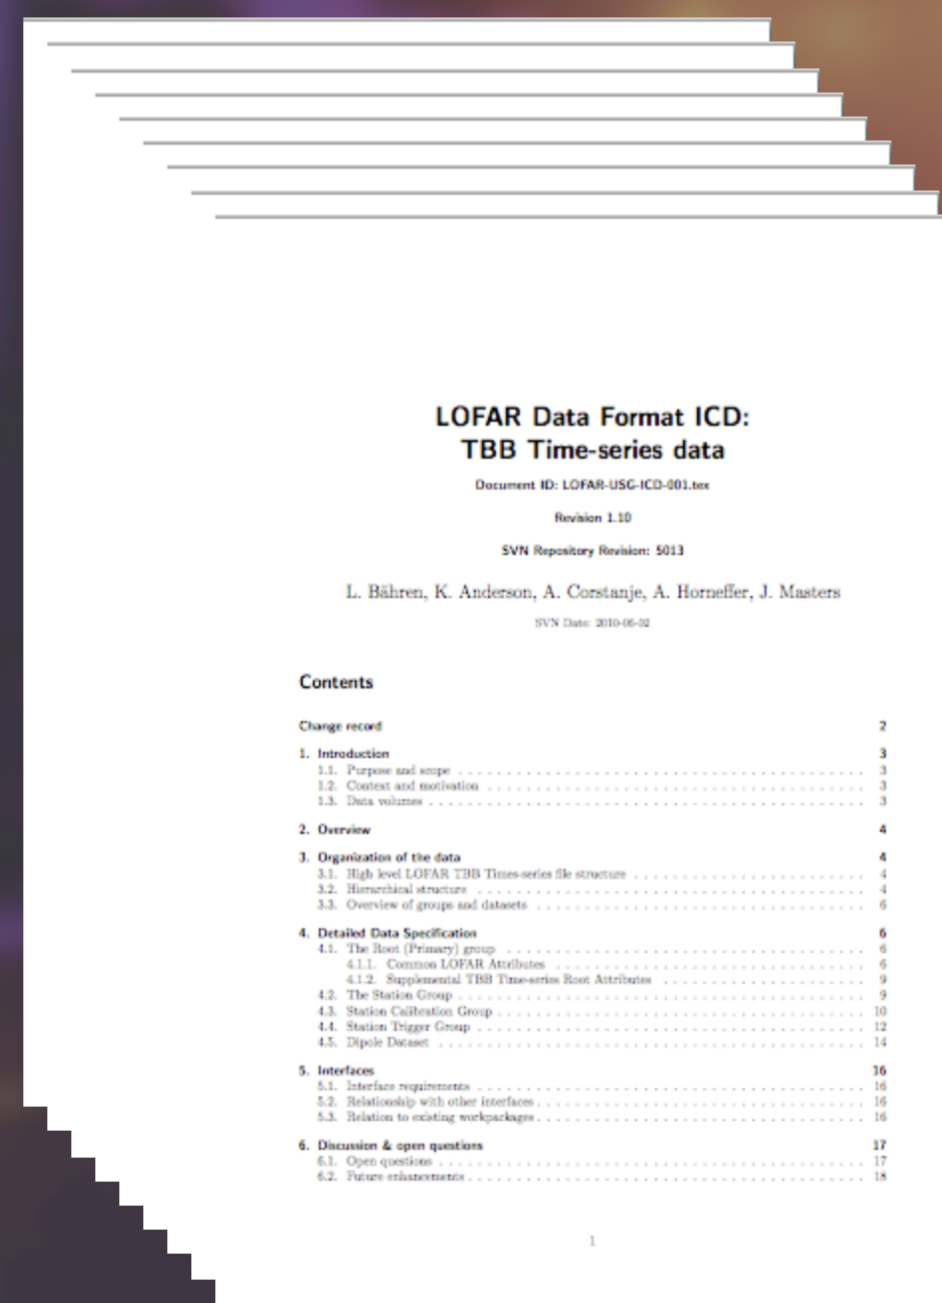 LOFAR Data Format ICD:
TBB Time-series data
Document ID: LOFAR-USG-ICD-001.tex
Revision 1.10
SVN Repository Revision: 5013
L. Bähren, K. Anderson, A. Corstanje, A. Horneffer, J. Masters
SVN Date: 2010-06-02
Contents
Change record 2
1. Introduction 3
1.1. Purpose and scope . . . . . . . . . . 3
1.2. Context and motivation . . . . . . . . . . 3
1.3. Data volumes . . . . . . . . . . 3
2. Overview 4
3. Organization of the data 4
3.1. High level LOFAR TBB Times-series file structure . . . . . . . . . . 4
3.2. Hierarchical structure . . . . . . . . . . 4
3.3. Overview of groups and datasets . . . . . . . . . . 6
4. Detailed Data Specification 6
4.1. The Root (Primary) group . . . . . . . . . . 6
4.1.1. Common LOFAR Attributes . . . . . . . . . . 6
4.1.2. Supplemental TBB Time-series Root Attributes . . . . . . . . . . 9
4.2. The Station Group . . . . . . . . . . 9
4.3. Station Calibration Group . . . . . . . . . . 10
4.4. Station Trigger Group . . . . . . . . . . 12
4.5. Dipole Dataset . . . . . . . . . . 14
5. Interfaces 16
5.1. Interface requirements . . . . . . . . . . 16
5.2. Relationship with other interfaces . . . . . . . . . . 16
5.3. Relation to existing workpackages . . . . . . . . . . 16
6. Discussion & open questions 17
6.1. Open questions . . . . . . . . . . 17
6.2. Future enhancements . . . . . . . . . . 18
1